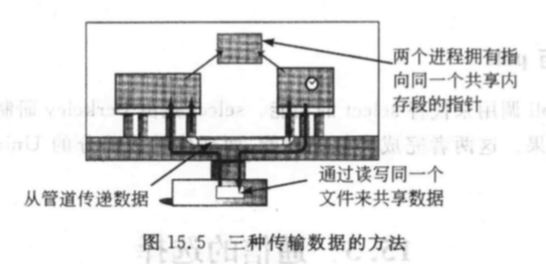 两个进程拥有指
向同一个共享内
存段的指针
从管道传递数据
通过读写同一个
文件来共享数据
图 15.5 三种传输数据的方法